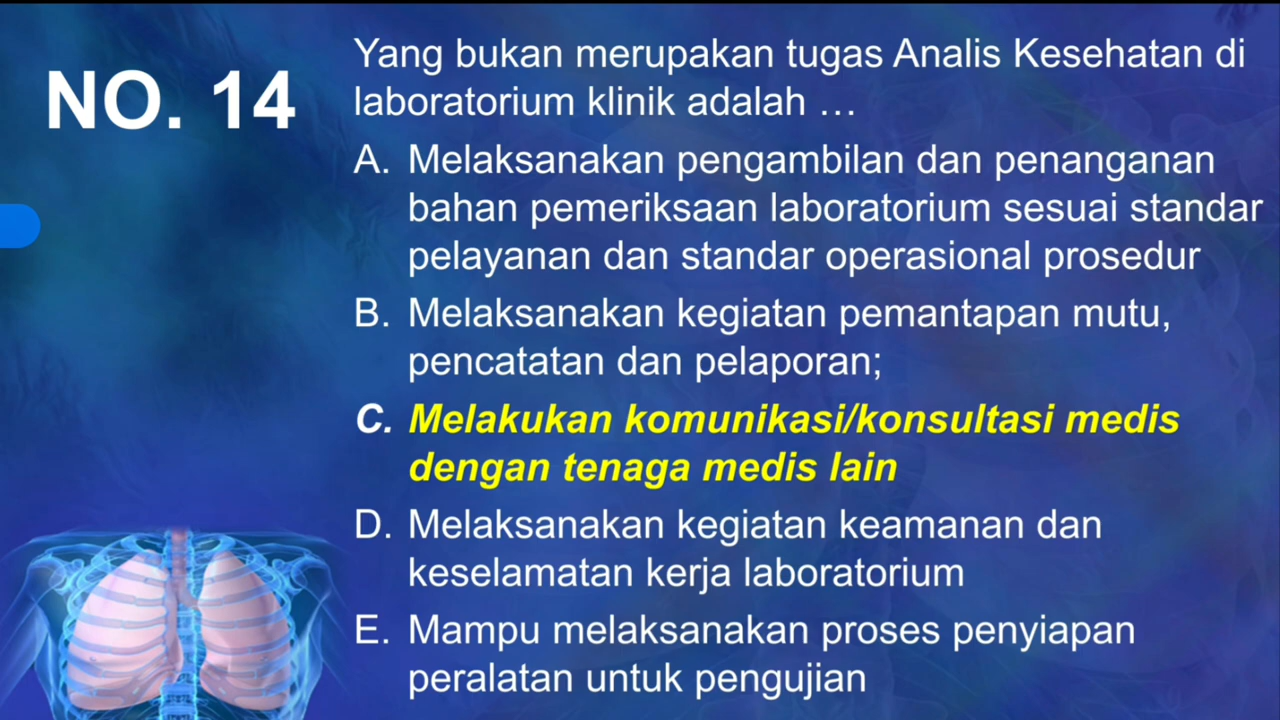 NO. 14
Yang bukan merupakan tugas Analis Kesehatan di
laboratorium klinik adalah …
A. Melaksanakan pengambilan dan penanganan
bahan pemeriksaan laboratorium sesuai standar
pelayanan dan standar operasional prosedur
B. Melaksanakan kegiatan pemantapan mutu,
pencatatan dan pelaporan;
C. Melakukan komunikasi/konsultasi medis
dengan tenaga medis lain
D. Melaksanakan kegiatan keamanan dan
keselamatan kerja laboratorium
E. Mampu melaksanakan proses penyiapan
peralatan untuk pengujian